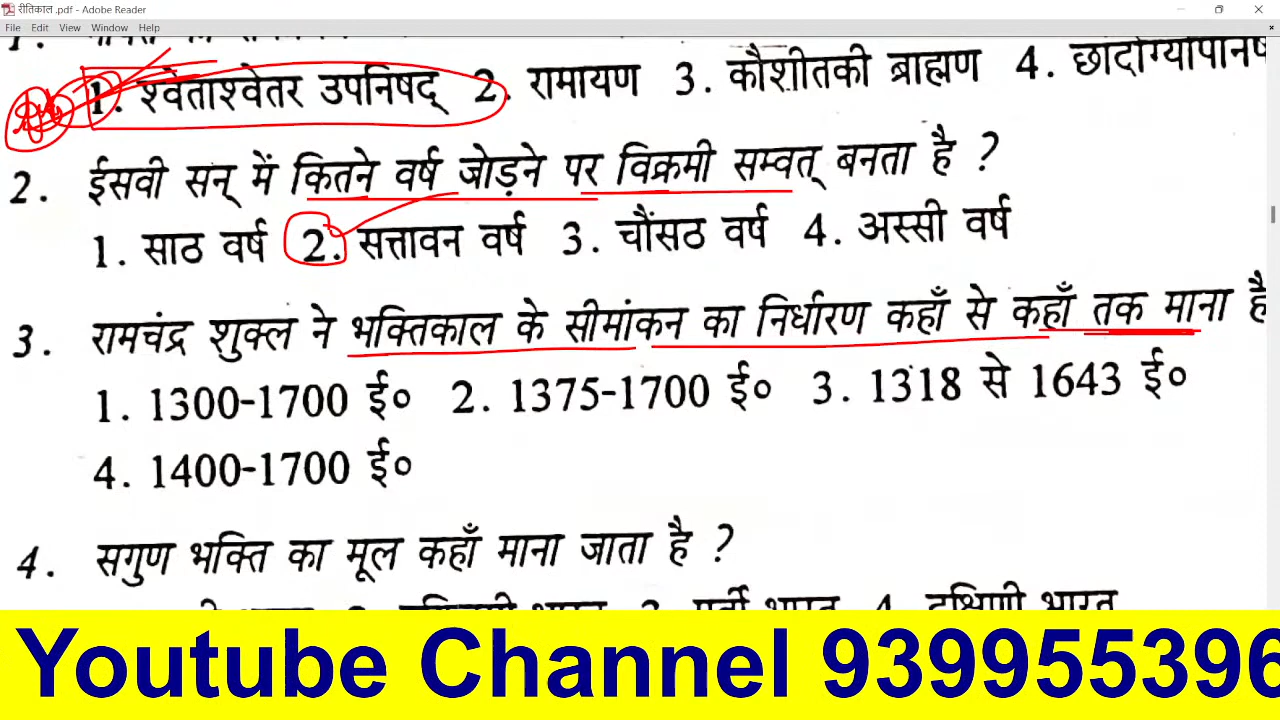 रीतिकाल .pdf - Adobe Reader
File Edit View Window Help
1. श्वेताश्वेतर उपनिषद् 2. रामायण 3. कौशीतकी ब्राह्मण 4.
2. ईसवी सन् में कितने वर्ष जोड़ने पर विक्रमी सम्वत् बनता है ?
1. साठ वर्ष 2. सत्तावन वर्ष 3. चौंसठ वर्ष 4. अस्सी वर्ष
3. रामचंद्र शुक्ल ने भक्तिकाल के सीमांकन का निर्धारण कहाँ से कहाँ तक माना है
1. 1300-1700 ई० 2. 1375-1700 ई० 3. 1318 से 1643 ई०
4. 1400-1700 ई०
4. सगुण भक्ति का मूल कहाँ माना जाता है ?
4. दक्षिणी भारत
Youtube Channel 939955396